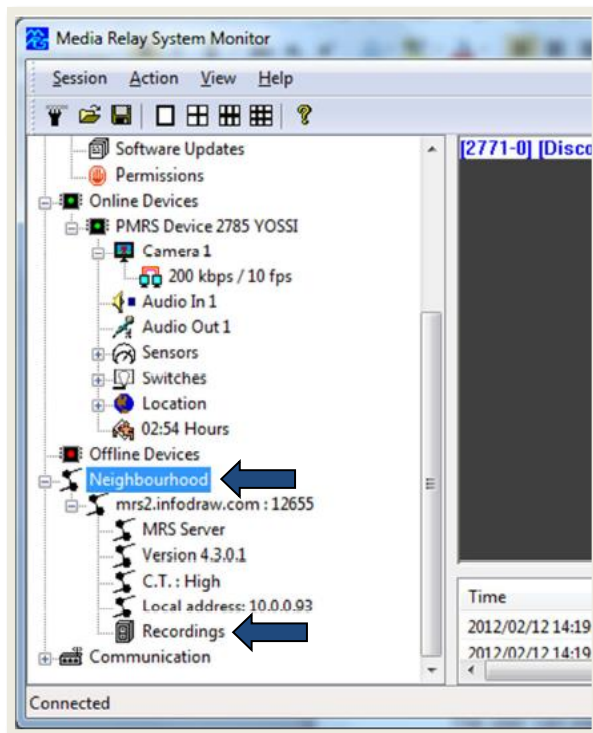 Media Relay System Monitor
Session Action View Help
Software Updates
Permissions
Online Devices
PMRS Device 2785 YOSSI
Camera 1
200 kbps / 10 fps
Audio In 1
Audio Out 1
Sensors
Switches
Location
02:54 Hours
Offline Devices
Neighbourhood
mrs2.infodraw.com : 12655
MRS Server
Version 4.3.0.1
C.T. : High
Local address: 10.0.0.93
Recordings
Communication
[2771-0] [Disco
Time
2012/02/12 14:19
2012/02/12 14:19
Connected